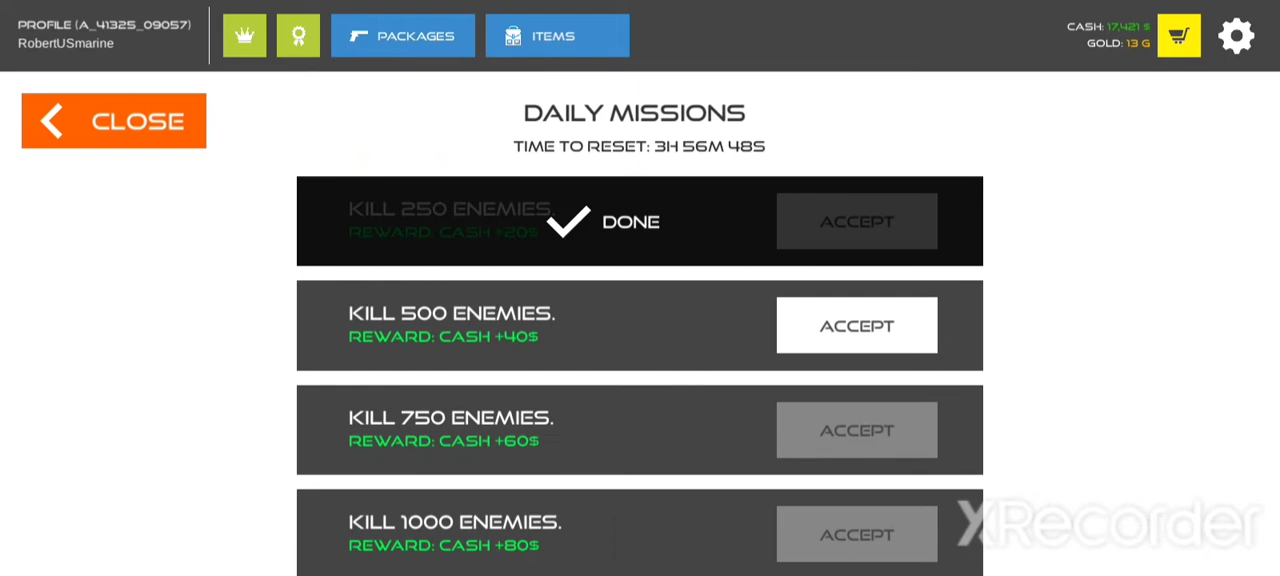 PROFILE (A_41325_09057)
RobertUSmarine
PACKAGES
ITEMS
CASH: 17,421 $
GOLD: 13 G
CLOSE
DAILY MISSIONS
TIME TO RESET: 3H 56M 48S
KILL 250 ENEMIES.
REWARD: CASH +20$
DONE
ACCEPT
KILL 500 ENEMIES.
REWARD: CASH +40$
ACCEPT
KILL 750 ENEMIES.
REWARD: CASH +60$
ACCEPT
KILL 1000 ENEMIES.
REWARD: CASH +80$
ACCEPT
XRecorder